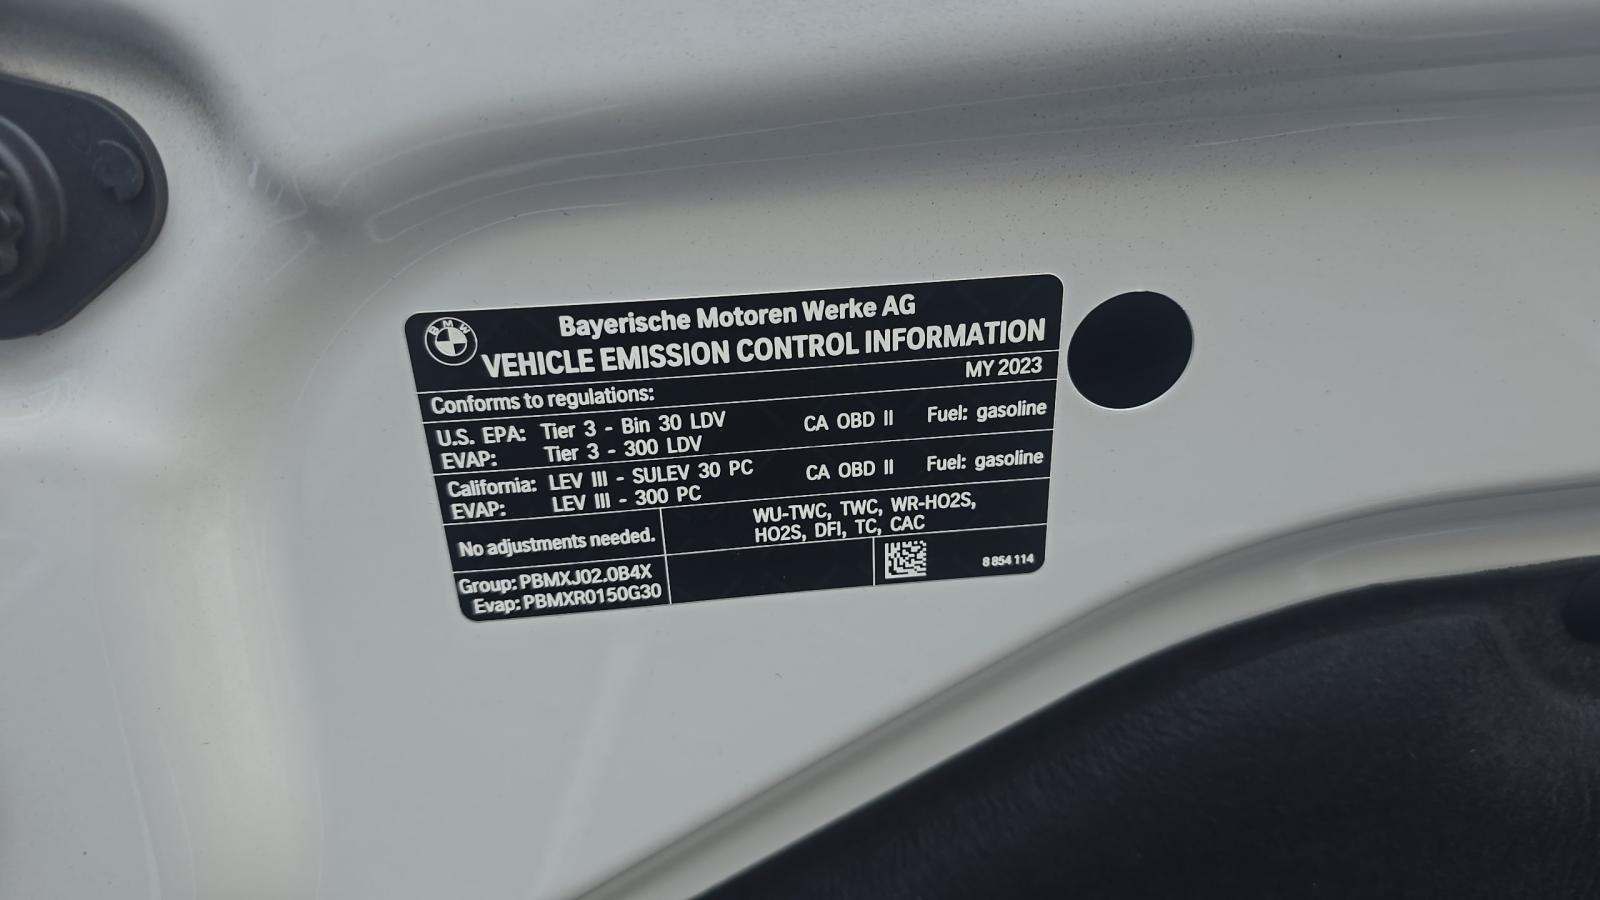 BMW
Bayerische Motoren Werke AG
VEHICLE EMISSION CONTROL INFORMATION
MY 2023
Conforms to regulations:
U.S. EPA: Tier 3 - Bin 30 LDV CA OBD II Fuel: gasoline
EVAP: Tier 3 - 300 LDV
California: LEV III - SULEV 30 PC CA OBD II Fuel: gasoline
EVAP: LEV III - 300 PC
No adjustments needed.
WU-TWC, TWC, WR-HO2S,
HO2S, DFI, TC, CAC
Group: PBMXJ02.0B4X
Evap: PBMXR0150G30
8 854 114